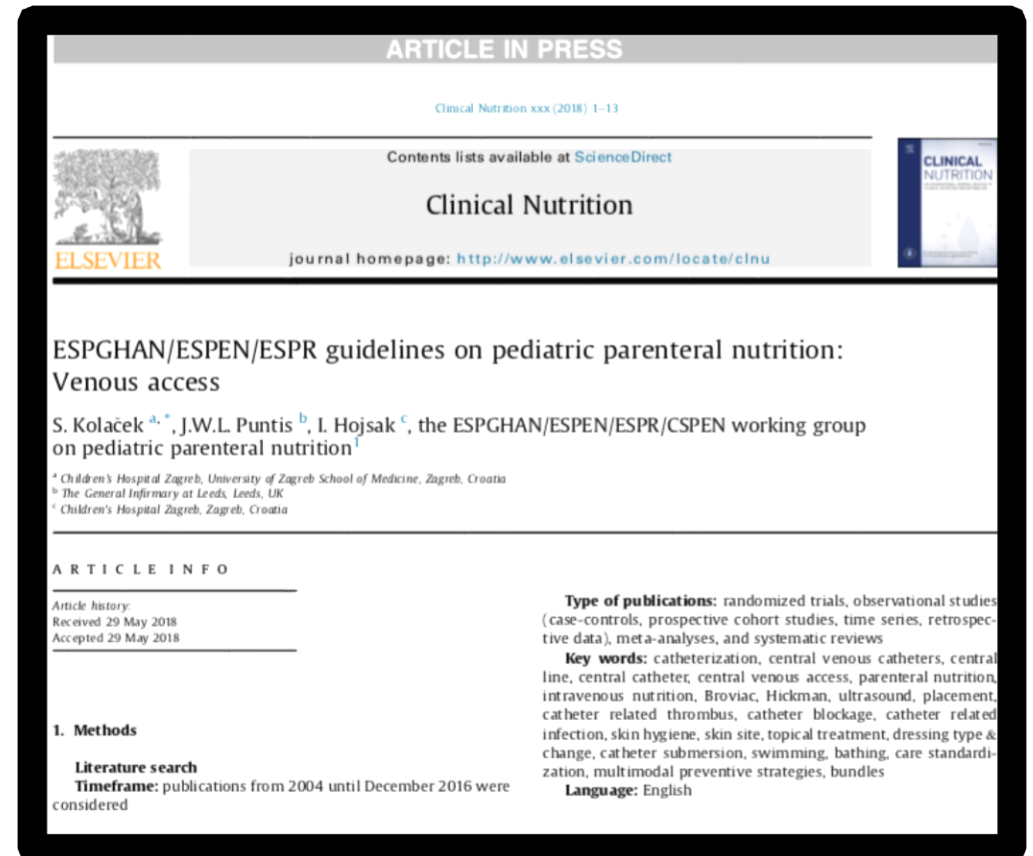 ARTICLE IN PRESS
Clinical Nutrition xxx (2018) 1–13
Contents lists available at ScienceDirect
Clinical Nutrition
journal homepage: http://www.elsevier.com/locate/clnu
ELSEVIER
CLINICAL
NUTRITION
ESPGHAN/ESPEN/ESPR guidelines on pediatric parenteral nutrition:
Venous access
S. Kolaček a, *, J.W.L. Puntis b, I. Hojsak c, the ESPGHAN/ESPEN/ESPR/CSPEN working group
on pediatric parenteral nutrition1
a Children's Hospital Zagreb, University of Zagreb School of Medicine, Zagreb, Croatia
b The General Infirmary at Leeds, Leeds, UK
c Children's Hospital Zagreb, Zagreb, Croatia
ARTICLE INFO
Article history:
Received 29 May 2018
Accepted 29 May 2018
1. Methods
Literature search
Timeframe: publications from 2004 until December 2016 were
considered
Type of publications: randomized trials, observational studies
(case-controls, prospective cohort studies, time series, retrospec-
tive data), meta-analyses, and systematic reviews
Key words: catheterization, central venous catheters, central
line, central catheter, central venous access, parenteral nutrition,
intravenous nutrition, Broviac, Hickman, ultrasound, placement,
catheter related thrombus, catheter blockage, catheter related
infection, skin hygiene, skin site, topical treatment, dressing type &
change, catheter submersion, swimming, bathing, care standardi-
zation, multimodal preventive strategies, bundles
Language: English